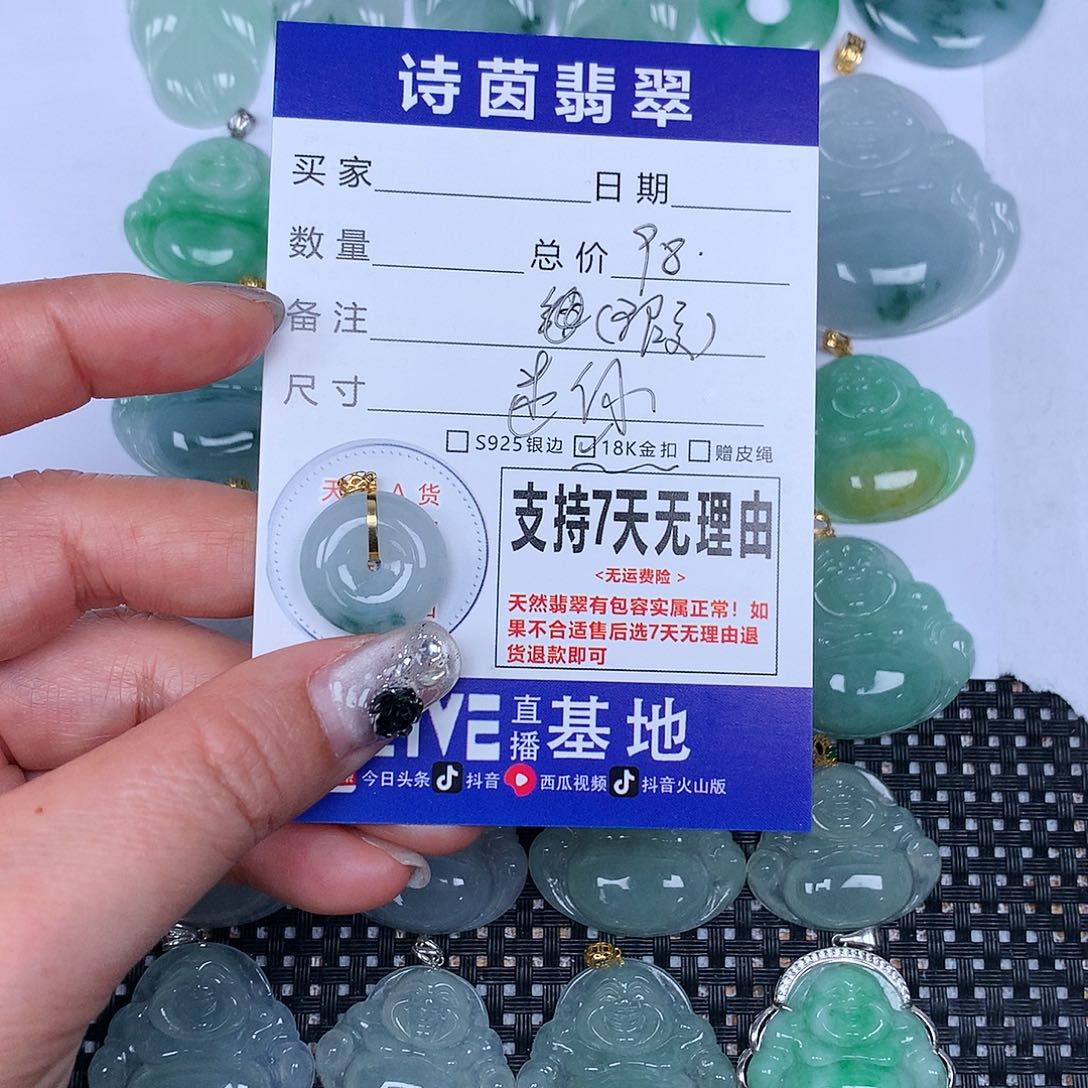 诗茵翡翠
买家 日期
数量 总价 98.
备注
尺寸
S925银边 ☑18K金扣 赠皮绳
天 A 货
支持7天无理由
<无运费险>
天然翡翠有包容实属正常！如
果不合适售后选7天无理由退
货退款即可
LIVE 直播 基地
今日头条 抖音 西瓜视频 抖音火山版